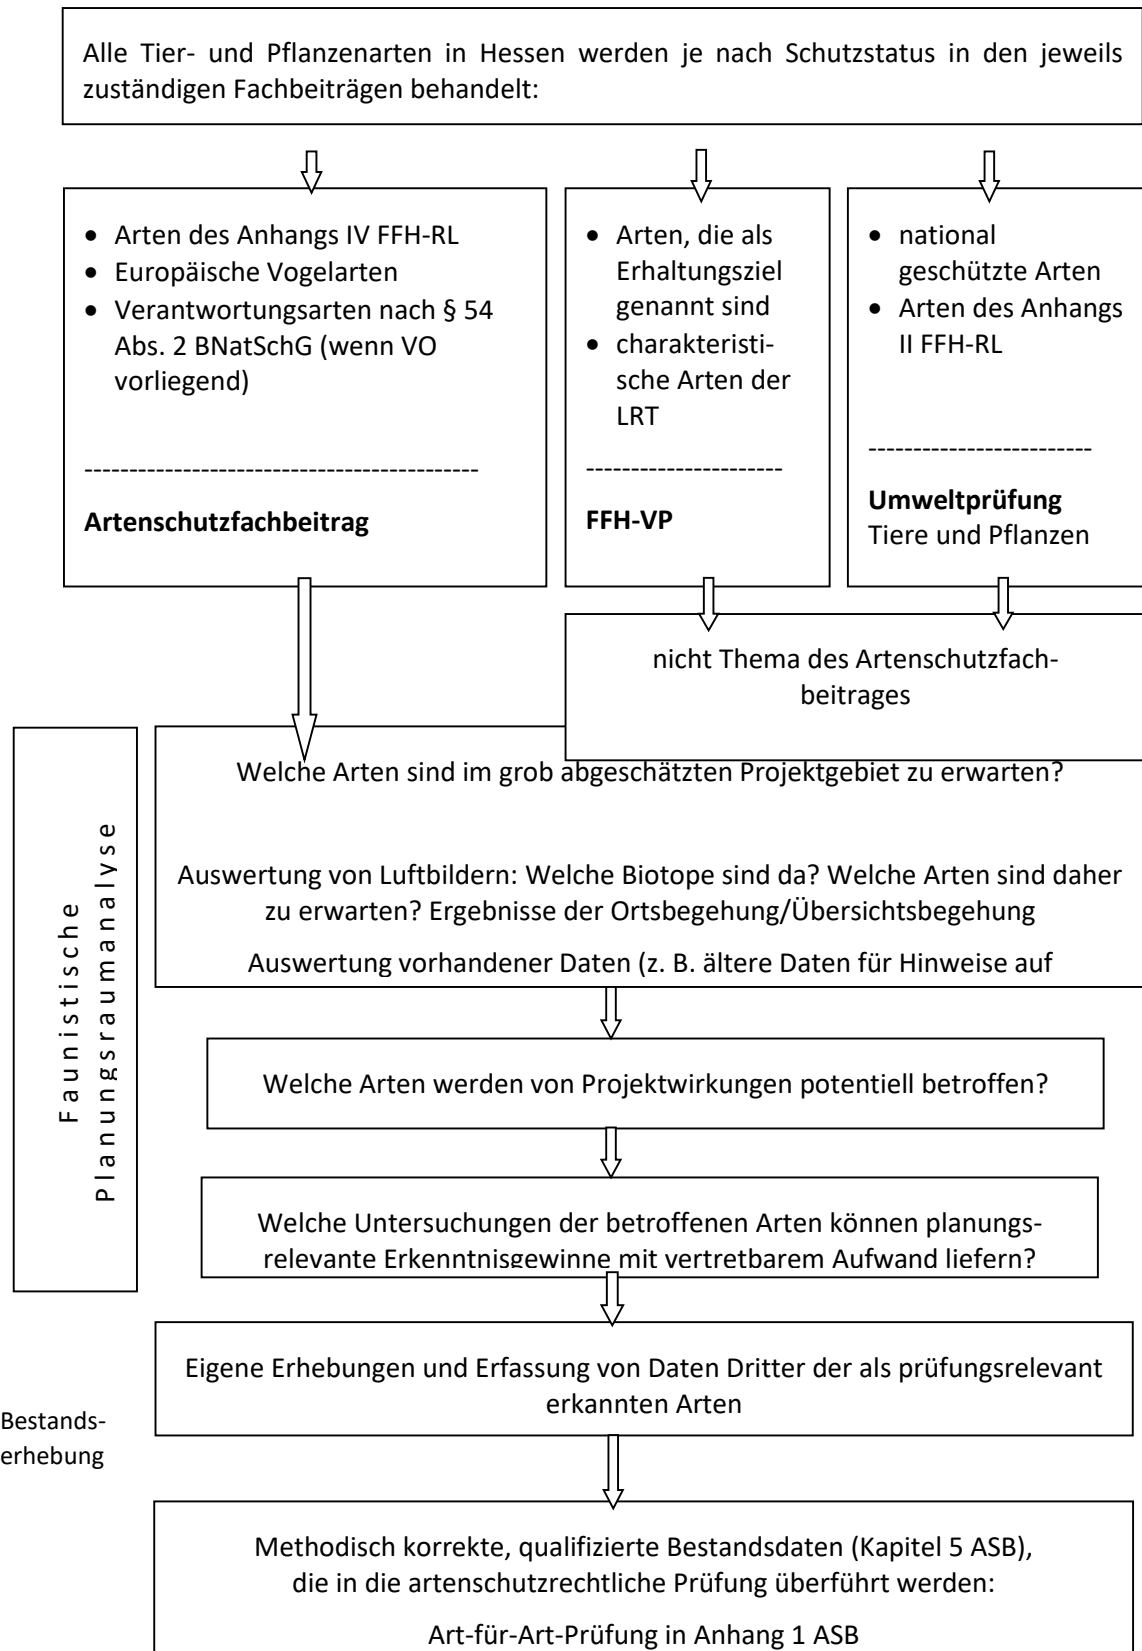 Alle Tier- und Pflanzenarten in Hessen werden je nach Schutzstatus in den jeweils
zuständigen Fachbeiträgen behandelt:
• Arten des Anhangs IV FFH-RL
• Europäische Vogelarten
• Verantwortungsarten nach § 54
Abs. 2 BNatSchG (wenn VO
vorliegend)
--------------------------------------------
Artenschutzfachbeitrag
• Arten, die als
Erhaltungsziel
genannt sind
• charakteristi-
sche Arten der
LRT
----------------------
FFH-VP
• national
geschützte Arten
• Arten des Anhangs
II FFH-RL
-------------------------
Umweltprüfung
Tiere und Pflanzen
nicht Thema des Artenschutzfach-
beitrages
Faunistische
Planungsraumanalyse
Welche Arten sind im grob abgeschätzten Projektgebiet zu erwarten?
Auswertung von Luftbildern: Welche Biotope sind da? Welche Arten sind daher
zu erwarten? Ergebnisse der Ortsbegehung/Übersichtsbegehung
Auswertung vorhandener Daten (z. B. ältere Daten für Hinweise auf
Welche Arten werden von Projektwirkungen potentiell betroffen?
Welche Untersuchungen der betroffenen Arten können planungs-
relevante Erkenntnisgewinne mit vertretbarem Aufwand liefern?
Eigene Erhebungen und Erfassung von Daten Dritter der als prüfungsrelevant
erkannten Arten
Bestands-
erhebung
Methodisch korrekte, qualifizierte Bestandsdaten (Kapitel 5 ASB),
die in die artenschutzrechtliche Prüfung überführt werden:
Art-für-Art-Prüfung in Anhang 1 ASB